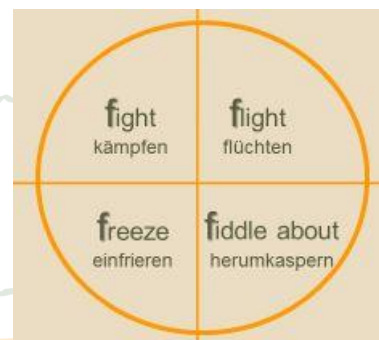 fight
kämpfen
flight
flüchten
freeze
einfrieren
fiddle about
herumkaspern